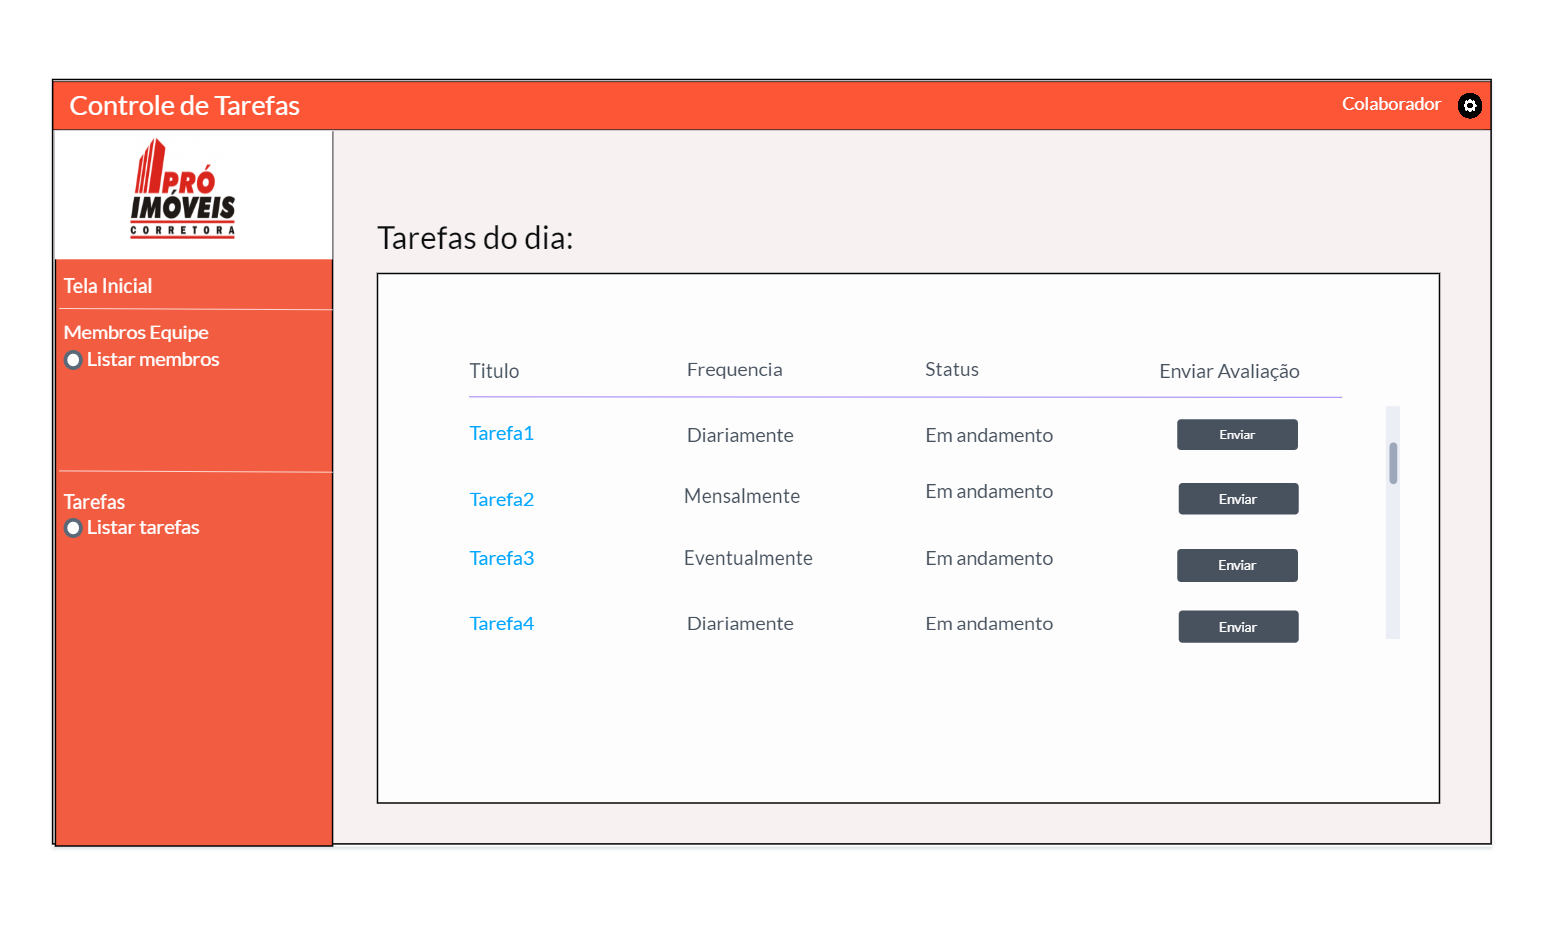 Controle de Tarefas
Colaborador
PRÓ
IMÓVEIS
CORRETORA
Tela Inicial
Membros Equipe
Listar membros
Tarefas
Listar tarefas
Tarefas do dia:
Titulo Frequencia Status Enviar Avaliação
Tarefa1 Diariamente Em andamento Enviar
Tarefa2 Mensalmente Em andamento Enviar
Tarefa3 Eventualmente Em andamento Enviar
Tarefa4 Diariamente Em andamento Enviar